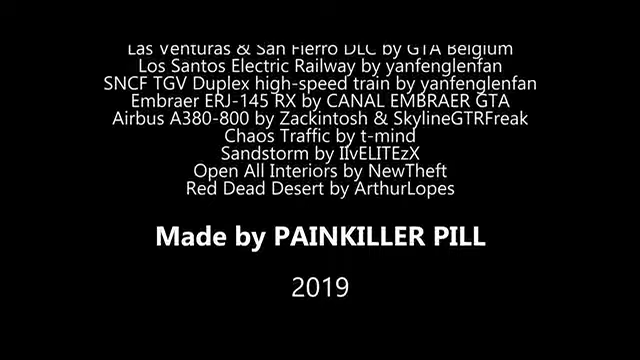 Las Venturas & San Fierro DLC by GTA Belgium
Los Santos Electric Railway by yanfenglenfan
SNCF TGV Duplex high-speed train by yanfenglenfan
Embraer ERJ-145 RX by CANAL EMBRAER GTA
Airbus A380-800 by Zackintosh & SkylineGTRFreak
Chaos Traffic by t-mind
Sandstorm by IIvELITEzX
Open All Interiors by NewTheft
Red Dead Desert by ArthurLopes
Made by PAINKILLER PILL
2019